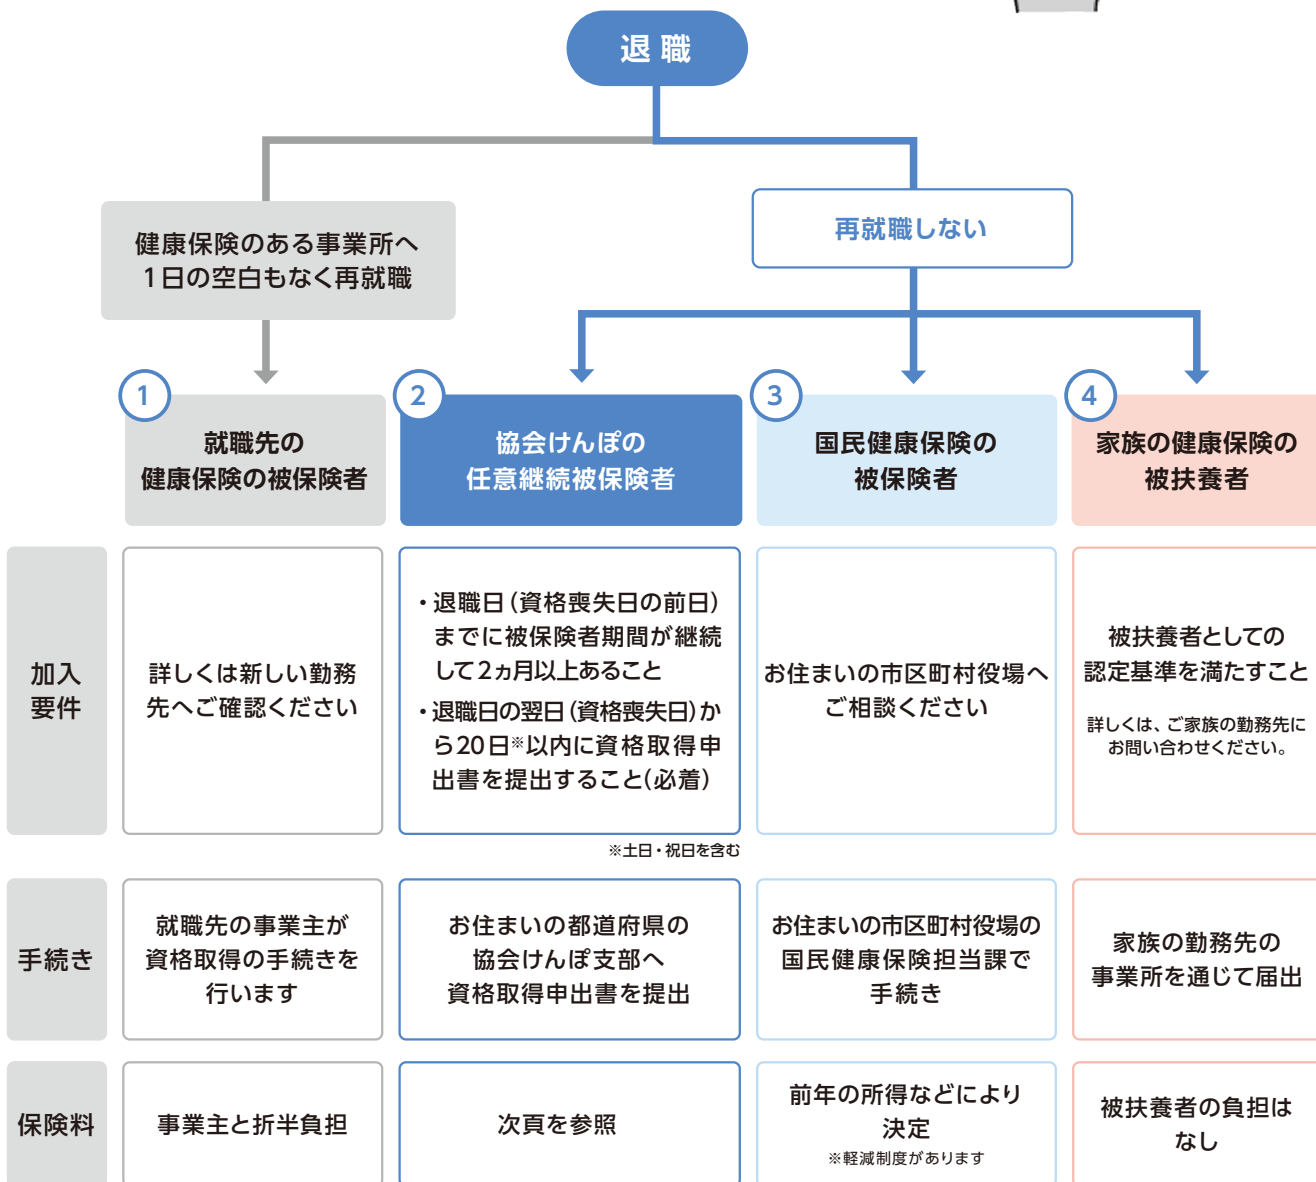 退職
健康保険のある事業所へ
1日の空白もなく再就職
再就職しない
1
就職先の
健康保険の被保険者
2
協会けんぽの
任意継続被保険者
3
国民健康保険の
被保険者
4
家族の健康保険の
被扶養者
加入
要件
詳しくは新しい勤務
先へご確認ください
・退職日(資格喪失日の前日)
までに被保険者期間が継続
して2ヵ月以上あること
・退職日の翌日(資格喪失日)か
ら20日※以内に資格取得申
出書を提出すること(必着)
※土日・祝日を含む
お住まいの市区町村役場へ
ご相談ください
被扶養者としての
認定基準を満たすこと
詳しくは、ご家族の勤務先に
お問い合わせください。
手続き
就職先の事業主が
資格取得の手続きを
行います
お住まいの都道府県の
協会けんぽ支部へ
資格取得申出書を提出
お住まいの市区町村役場の
国民健康保険担当課で
手続き
家族の勤務先の
事業所を通じて届出
保険料
事業主と折半負担
次頁を参照
前年の所得などにより
決定
※軽減制度があります
被扶養者の負担は
なし